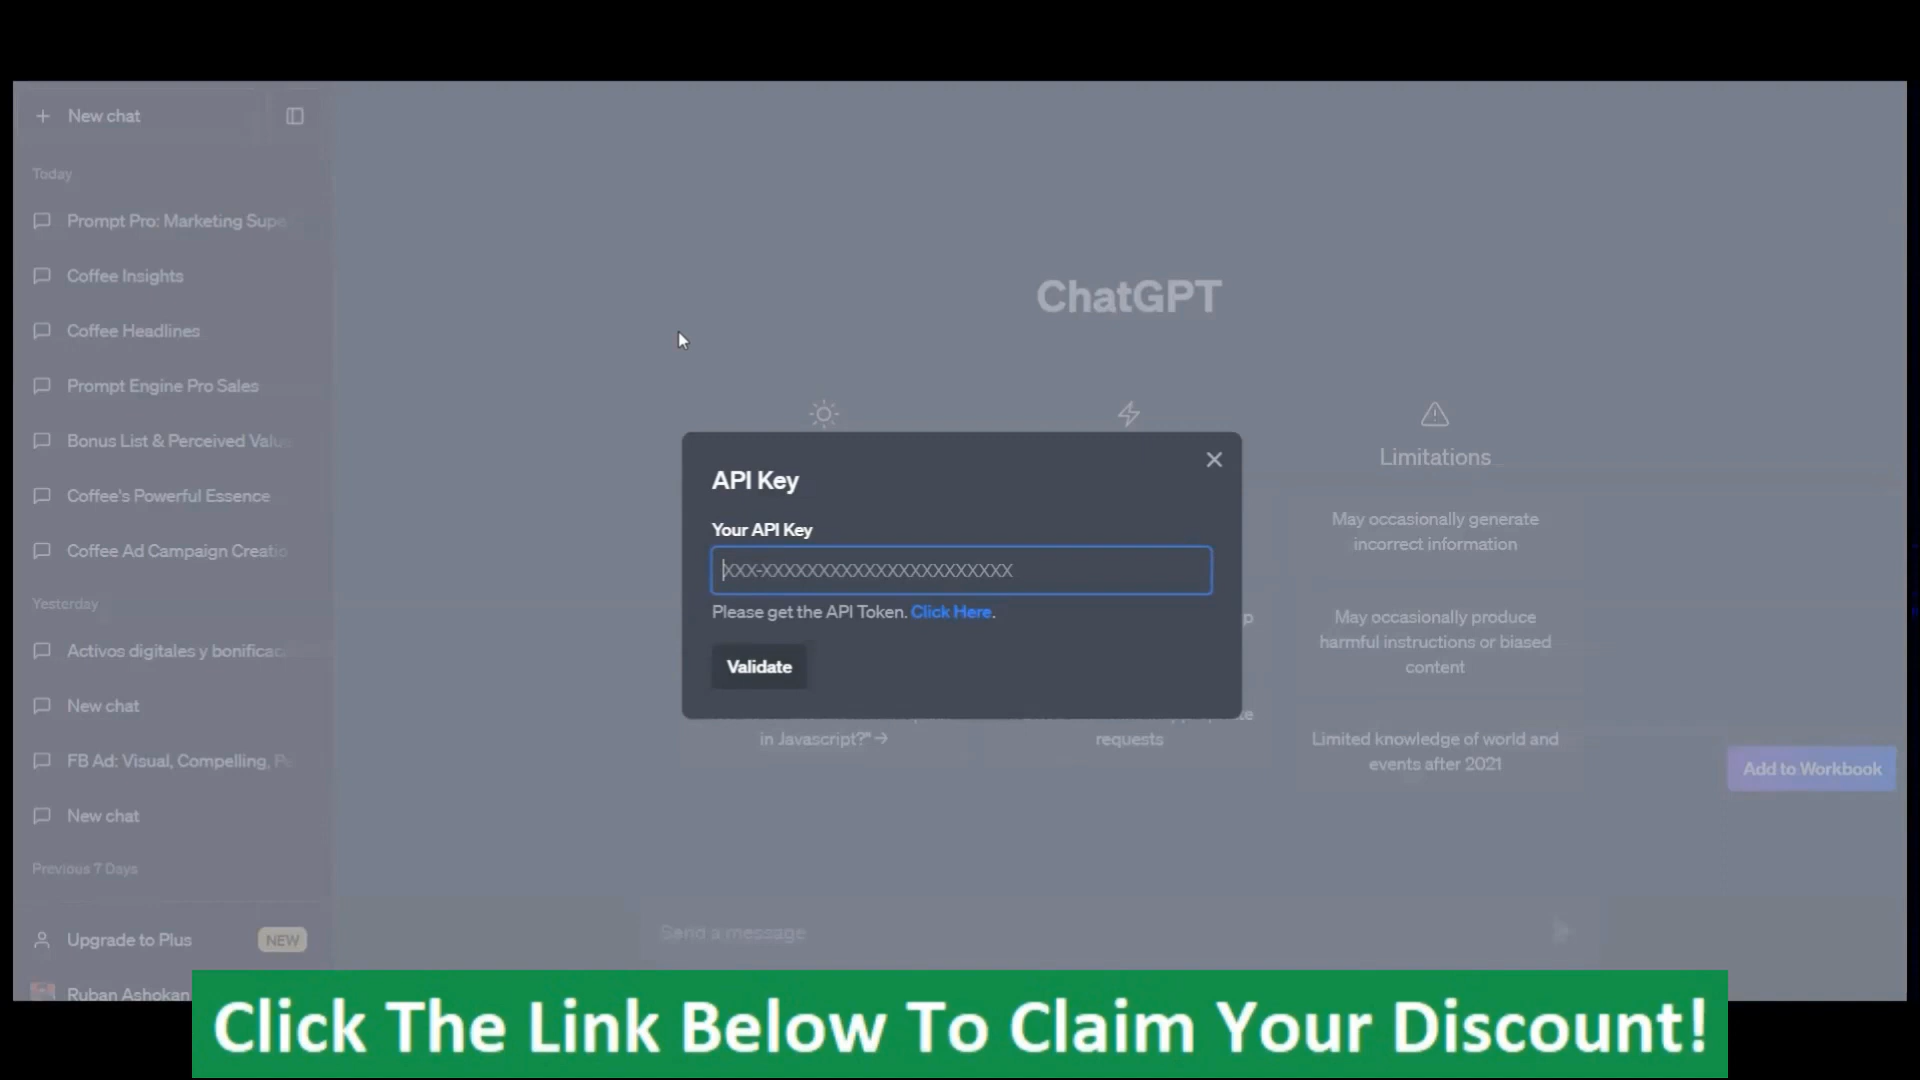 New chat
Today
Prompt Pro: Marketing Supe
Coffee Insights
Coffee Headlines
Prompt Engine Pro Sales
Bonus List & Perceived Valu
Coffee's Powerful Essence
Coffee Ad Campaign Creatio
Yesterday
Activos digitales y bonificac
New chat
FB Ad: Visual, Compelling, Pe
New chat
Previous 7 Days
Upgrade to Plus
NEW
Ruban Ashokan
ChatGPT
API Key
Your API Key
XXX-XXXXXXXXXXXXXXXXXXXXXX
Please get the API Token. Click Here.
Validate
in Javascript?" →
requests
Limitations
May occasionally generate
incorrect information
May occasionally produce
harmful instructions or biased
content
Limited knowledge of world and
events after 2021
Add to Workbook
Send a message
Click The Link Below To Claim Your Discount!